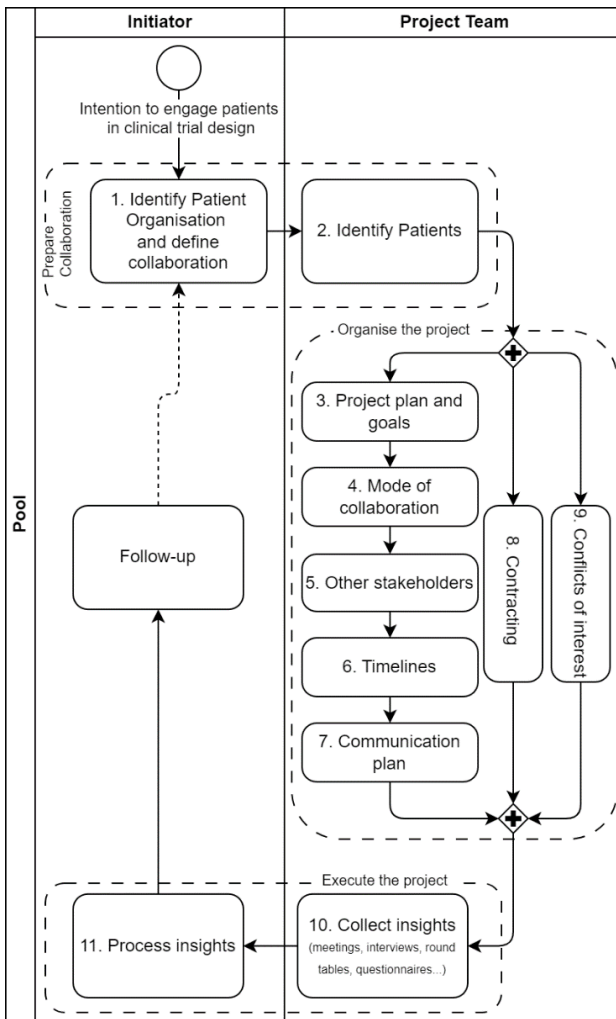 Initiator
Project Team
Pool
Intention to engage patients
in clinical trial design
Prepare
Collaboration
1. Identify Patient
Organisation
and define
collaboration
2. Identify Patients
Organise the project
3. Project plan and
goals
4. Mode of
collaboration
5. Other stakeholders
6. Timelines
7. Communication
plan
8. Contracting
9. Conflicts of interest
Follow-up
Execute the project
10. Collect insights
(meetings, interviews, round
tables, questionnaires...)
11. Process insights